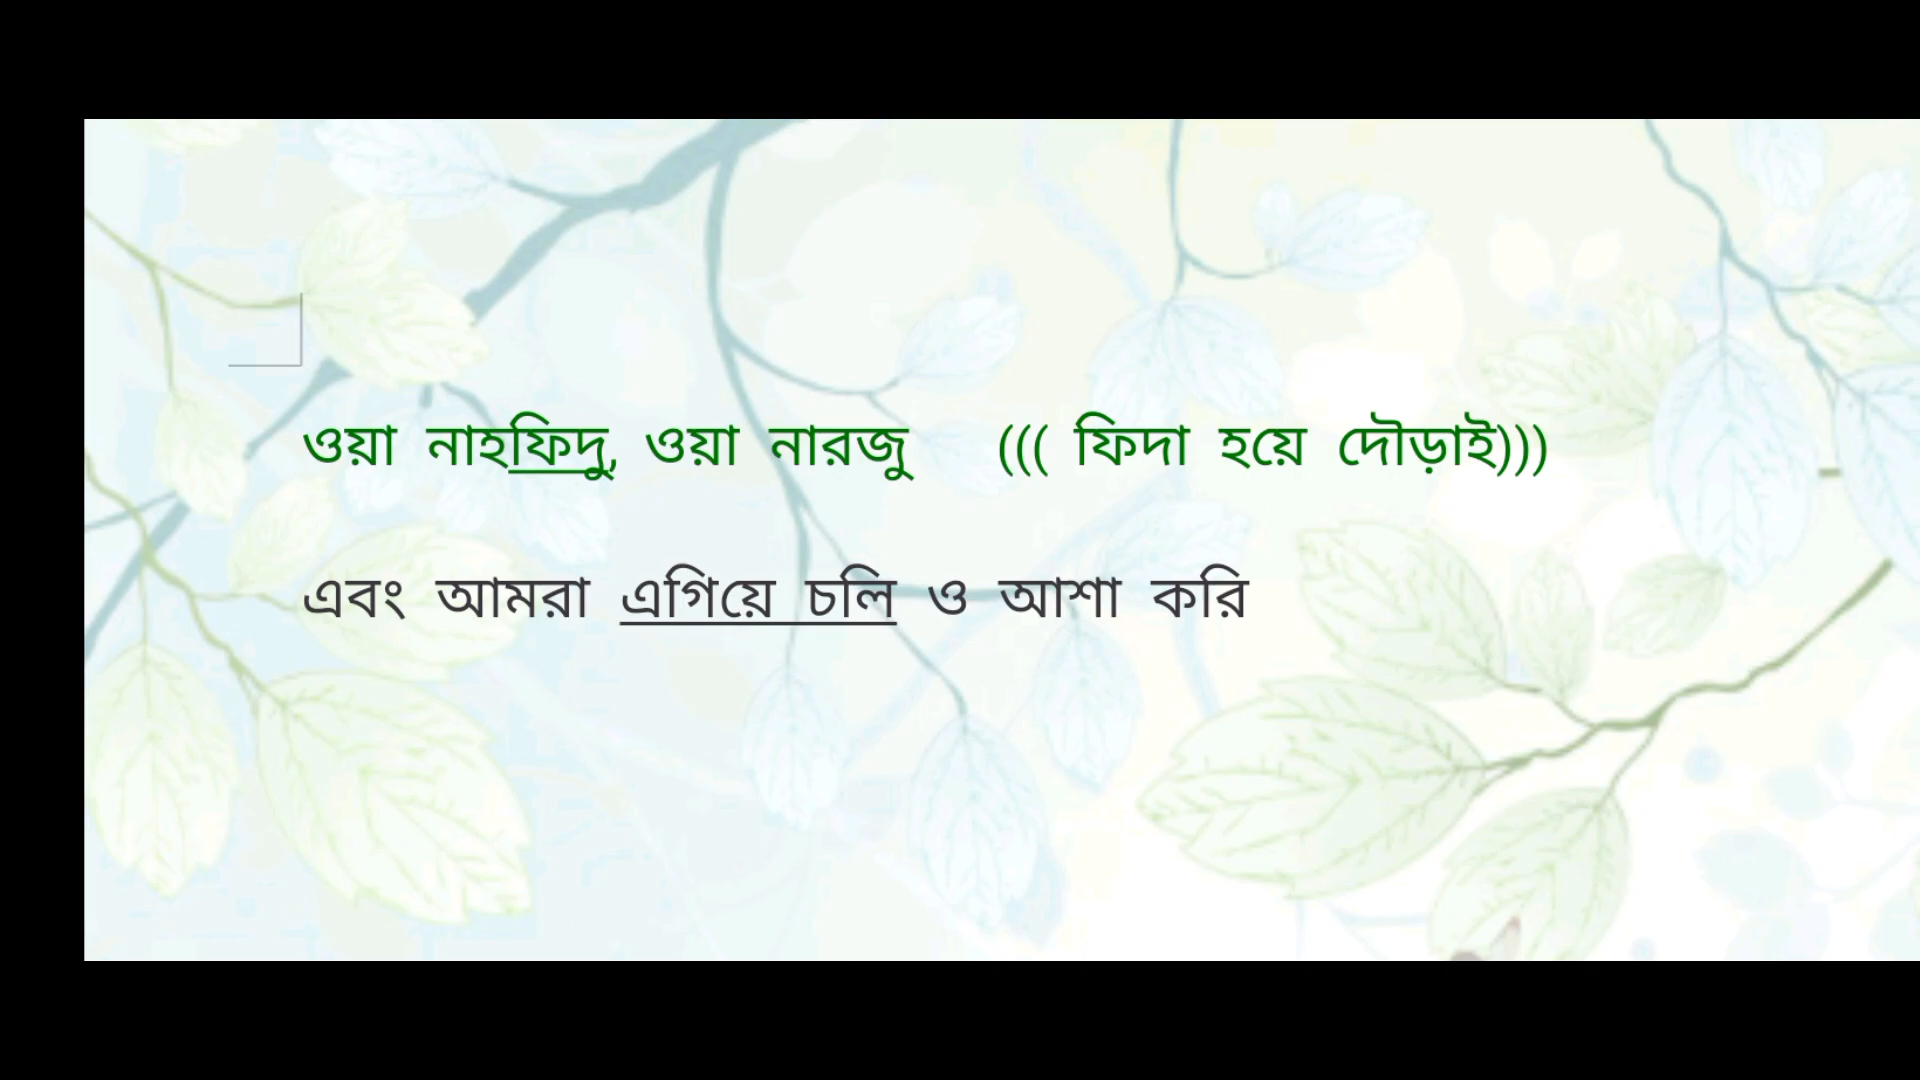 ওয়া নাহফিদু, ওয়া নারজু ((( ফিদা হয়ে দৌড়াই)))
এবং আমরা এগিয়ে চলি ও আশা করি